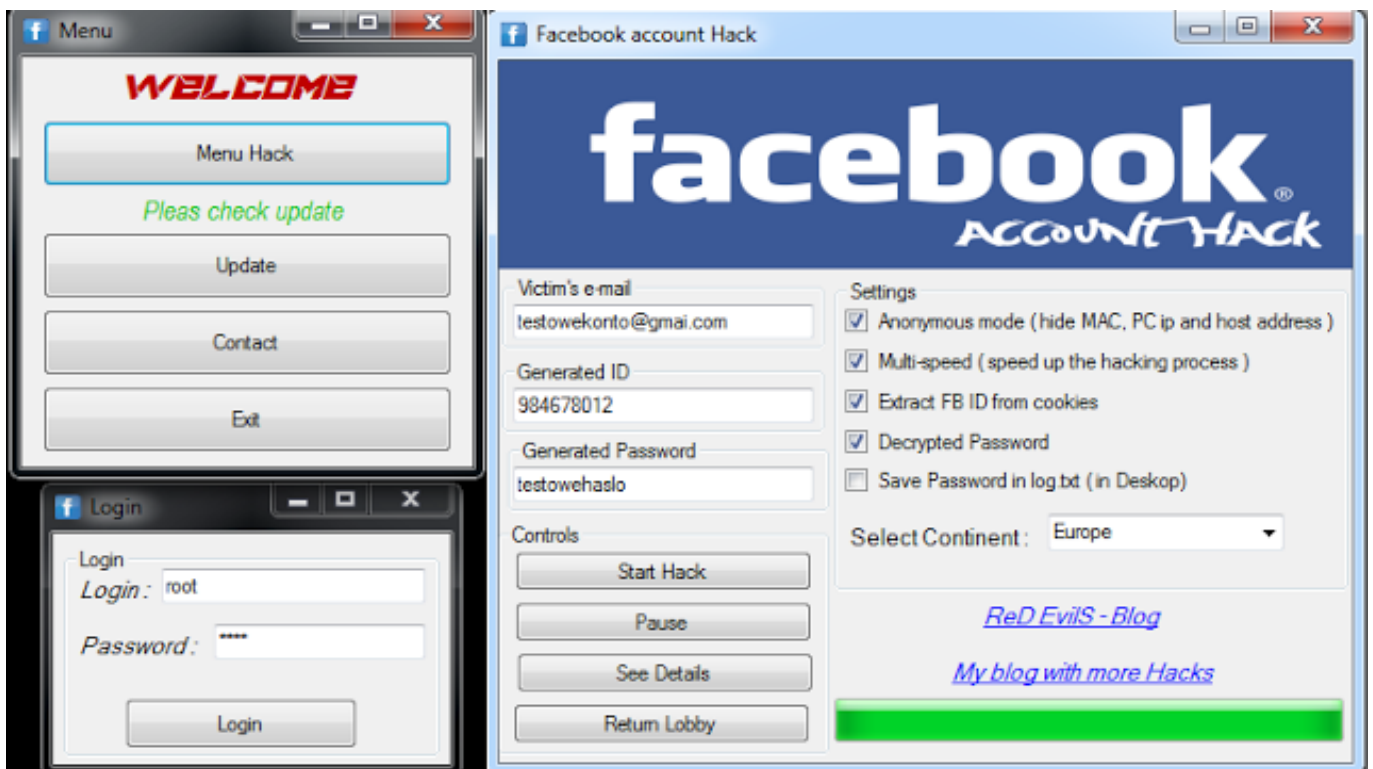 Menu
WELCOME
Menu Hack
Pleas check update
Update
Contact
Exit
Login
Login
Login :
root
Password :
****
Login
Facebook account Hack
facebook®
ACCOUNT HACK
Victim's e-mail
testowekonto@gmai.com
Generated ID
984678012
Generated Password
testowehaslo
Controls
Start Hack
Pause
See Details
Return Lobby
Settings
Anonymous mode ( hide MAC, PC ip and host address )
Multi-speed ( speed up the hacking process )
Extract FB ID from cookies
Decrypted Password
Save Password in log.txt ( in Deskop)
Select Continent :
Europe
ReD EvilS - Blog
My blog with more Hacks